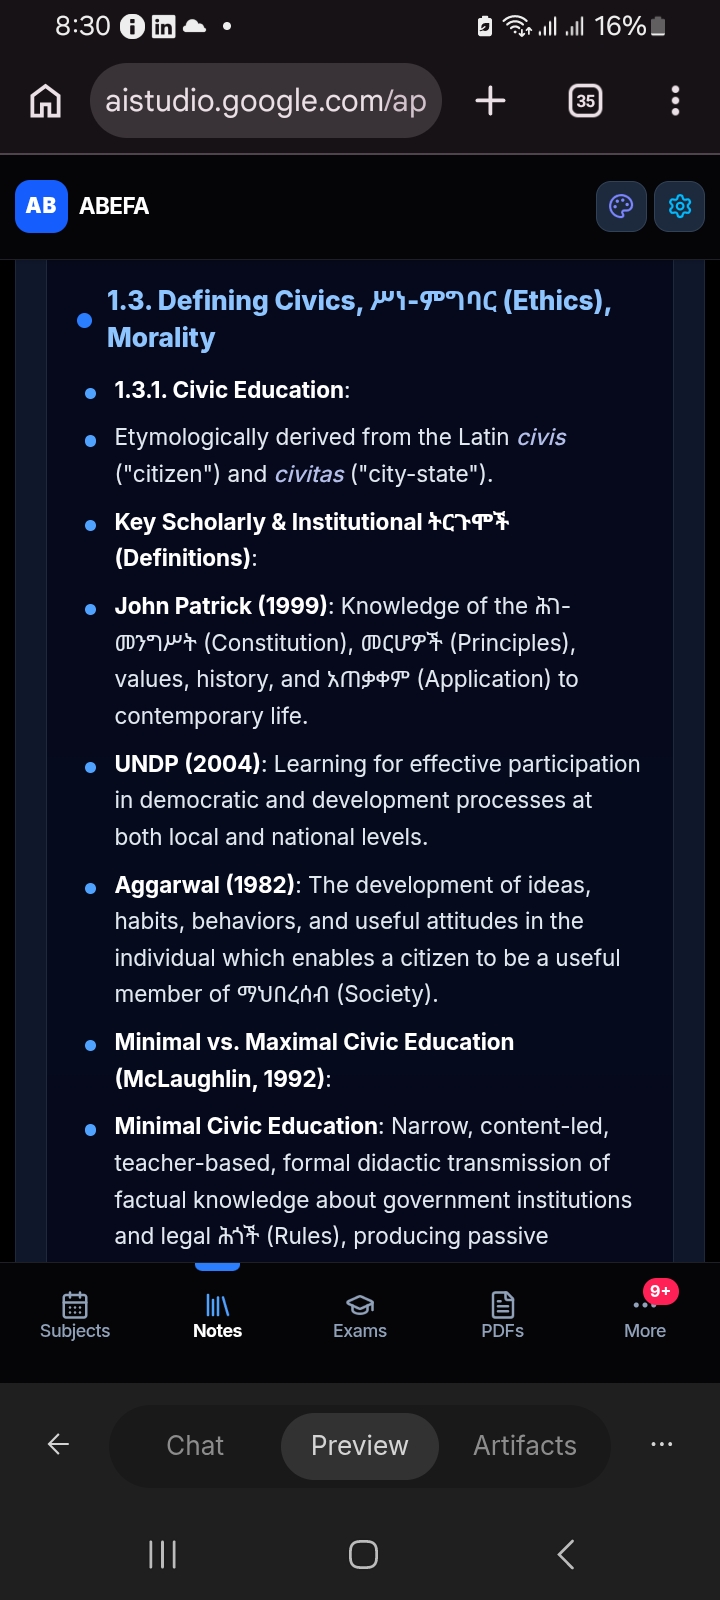 8:30
16%
aistudio.google.com/ap
35
AB ABEFA
1.3. Defining Civics, ሥነ-ምግባር (Ethics),
Morality
1.3.1. Civic Education:
Etymologically derived from the Latin civis
("citizen") and civitas ("city-state").
Key Scholarly & Institutional ትርጉሞች
(Definitions):
John Patrick (1999): Knowledge of the ሕገ-
መንግሥት (Constitution), መርሆዎች (Principles),
values, history, and አጠቃቀም (Application) to
contemporary life.
UNDP (2004): Learning for effective participation
in democratic and development processes at
both local and national levels.
Aggarwal (1982): The development of ideas,
habits, behaviors, and useful attitudes in the
individual which enables a citizen to be a useful
member of ማህበረሰብ (Society).
Minimal vs. Maximal Civic Education
(McLaughlin, 1992):
Minimal Civic Education: Narrow, content-led,
teacher-based, formal didactic transmission of
factual knowledge about government institutions
and legal ሕጎች (Rules), producing passive
9+
Subjects Notes Exams PDFs More
Chat Preview Artifacts